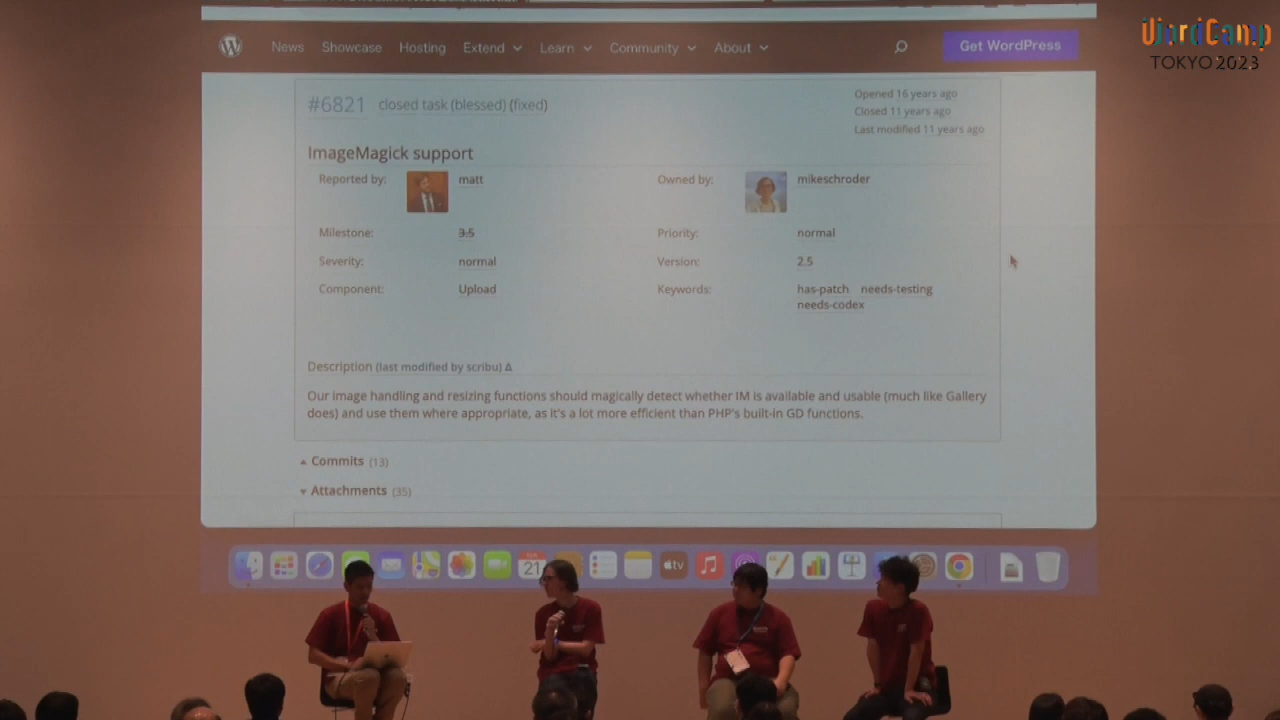 WordCamp
TOKYO 2023
News Showcase Hosting Extend Learn Community About
Get WordPress
#6821 closed task (blessed) (fixed)
Opened 16 years ago
Closed 11 years ago
Last modified 11 years ago
ImageMagick support
Reported by: matt Owned by: mikeschroder
Milestone: 3.5 Priority: normal
Severity: normal Version: 2.5
Component: Upload Keywords: has-patch needs-testing
needs-codex
Description (last modified by scribu) Δ
Our image handling and resizing functions should magically detect whether IM is available and usable (much like Gallery
does) and use them where appropriate, as it's a lot more efficient than PHP's built-in GD functions.
Commits (13)
Attachments (35)
21
tv